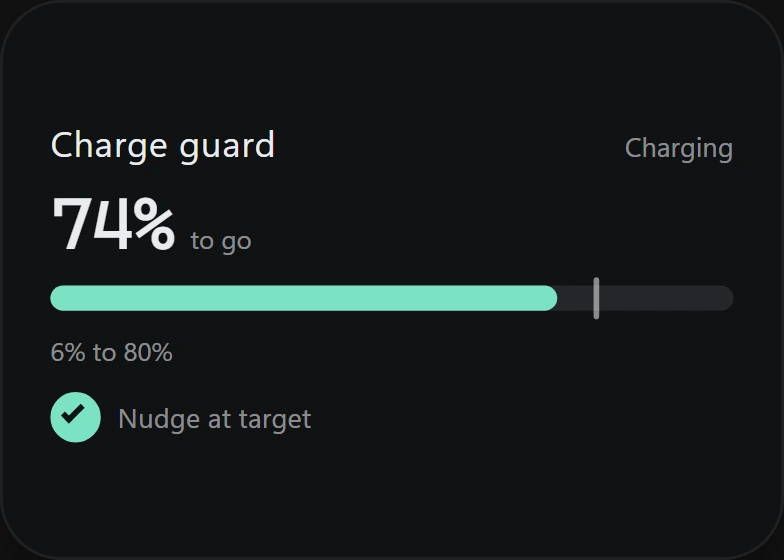 Charge guard
Charging
74% to go
6% to 80%
Nudge at target